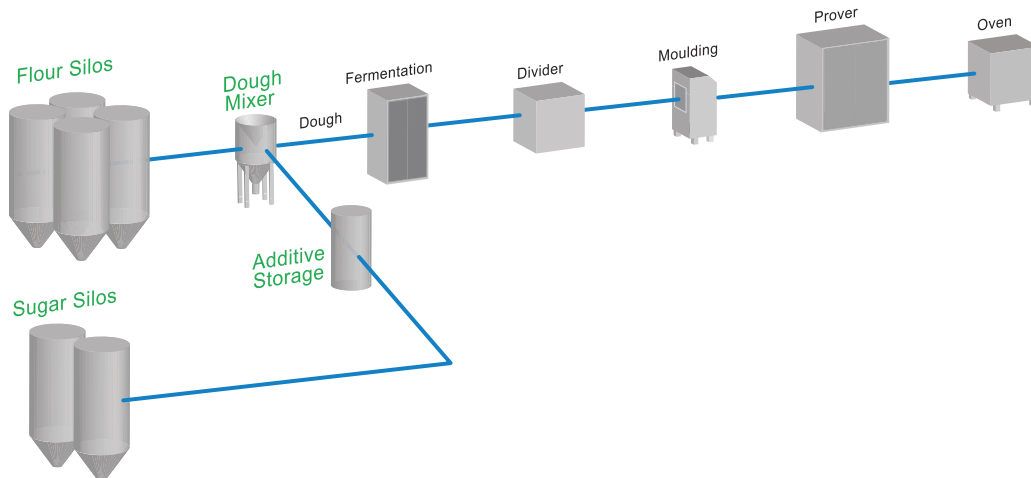 Flour Silos
Dough
Mixer
Dough
Fermentation
Divider
Moulding
Prover
Oven
Additive
Storage
Sugar Silos